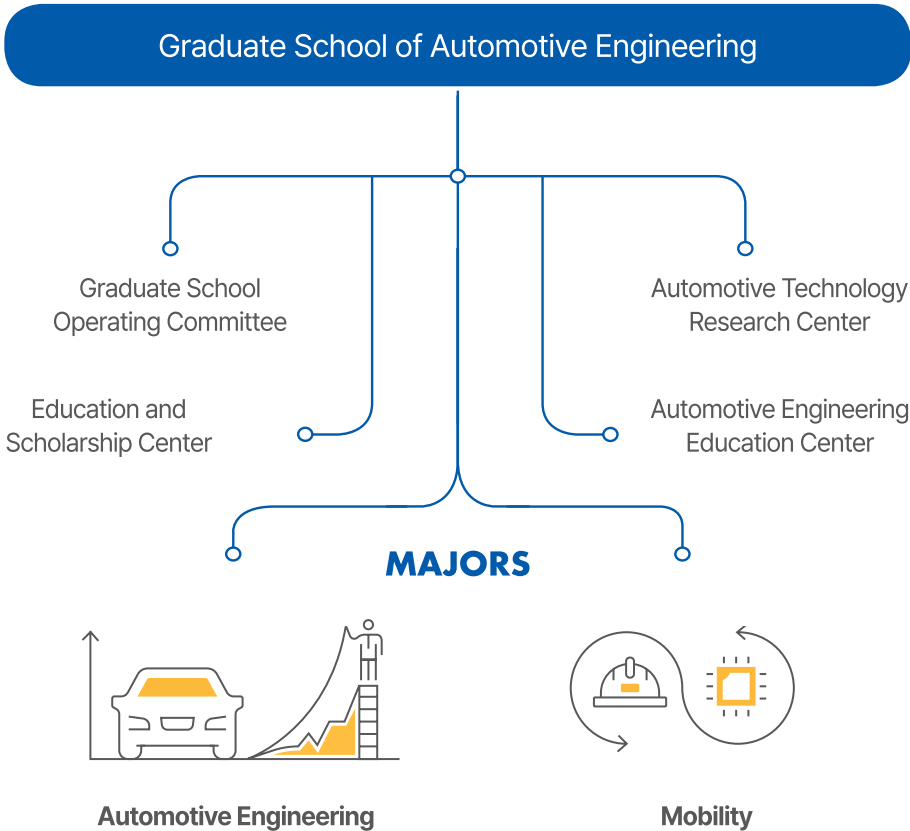 Graduate School of Automotive Engineering
Graduate School
Operating Committee
Automotive Technology
Research Center
Education and
Scholarship Center
Automotive Engineering
Education Center
MAJORS
Automotive Engineering
Mobility